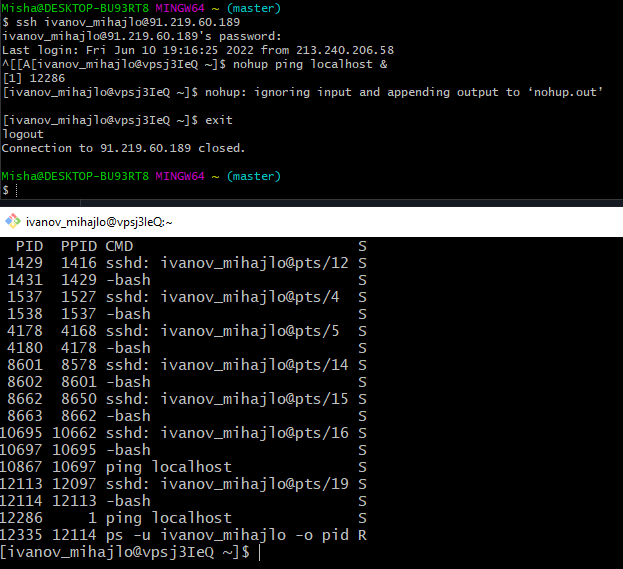 Misha@DESKTOP-BU93RT8 MINGW64 ~ (master)
$ ssh ivanov_mihajlo@91.219.60.189
ivanov_mihajlo@91.219.60.189's password:
Last login: Fri Jun 10 19:16:25 2022 from 213.240.206.58
^[[A[ivanov_mihajlo@vpsj3IeQ ~]$ nohup ping localhost &
[1] 12286
[ivanov_mihajlo@vpsj3IeQ ~]$ nohup: ignoring input and appending output to ‘nohup.out’
[ivanov_mihajlo@vpsj3IeQ ~]$ exit
logout
Connection to 91.219.60.189 closed.
Misha@DESKTOP-BU93RT8 MINGW64 ~ (master)
$
ivanov_mihajlo@vpsj3IeQ:~
PID PPID CMD S
1429 1416 sshd: ivanov_mihajlo@pts/12 S
1431 1429 -bash S
1537 1527 sshd: ivanov_mihajlo@pts/4 S
1538 1537 -bash S
4178 4168 sshd: ivanov_mihajlo@pts/5 S
4180 4178 -bash S
8601 8578 sshd: ivanov_mihajlo@pts/14 S
8602 8601 -bash S
8662 8650 sshd: ivanov_mihajlo@pts/15 S
8663 8662 -bash S
10695 10662 sshd: ivanov_mihajlo@pts/16 S
10697 10695 -bash S
10867 10697 ping localhost S
12113 12097 sshd: ivanov_mihajlo@pts/19 S
12114 12113 -bash S
12286 1 ping localhost S
12335 12114 ps -u ivanov_mihajlo -o pid R
[ivanov_mihajlo@vpsj3IeQ ~]$